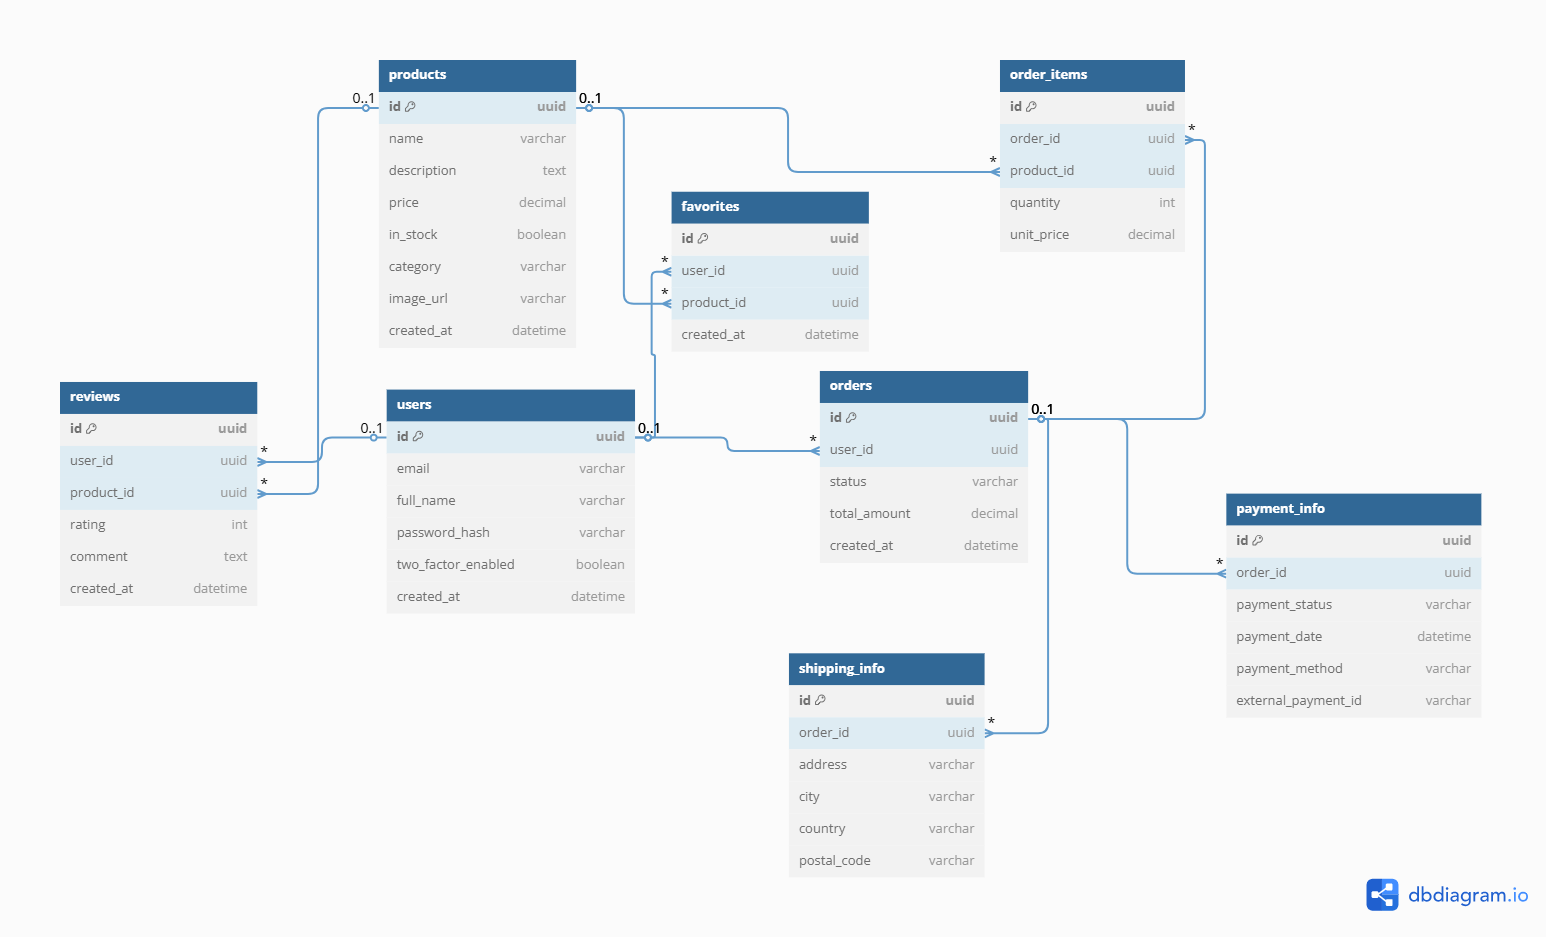 products
0..1
id uuid
0..1
name varchar
description text
price decimal
in_stock boolean
category varchar
image_url varchar
created_at datetime
order_items
id uuid
order_id uuid
*
*
product_id uuid
quantity int
unit_price decimal
favorites
id uuid
*
user_id uuid
*
product_id uuid
created_at datetime
reviews
id uuid
user_id uuid
*
product_id uuid
*
rating int
comment text
created_at datetime
users
0..1
id uuid
0..1
email varchar
full_name varchar
password_hash varchar
two_factor_enabled boolean
created_at datetime
orders
id uuid
0..1
*
user_id uuid
status varchar
total_amount decimal
created_at datetime
payment_info
id uuid
*
order_id uuid
payment_status varchar
payment_date datetime
payment_method varchar
external_payment_id varchar
shipping_info
id uuid
order_id uuid
*
address varchar
city varchar
country varchar
postal_code varchar
dbdiagram.io